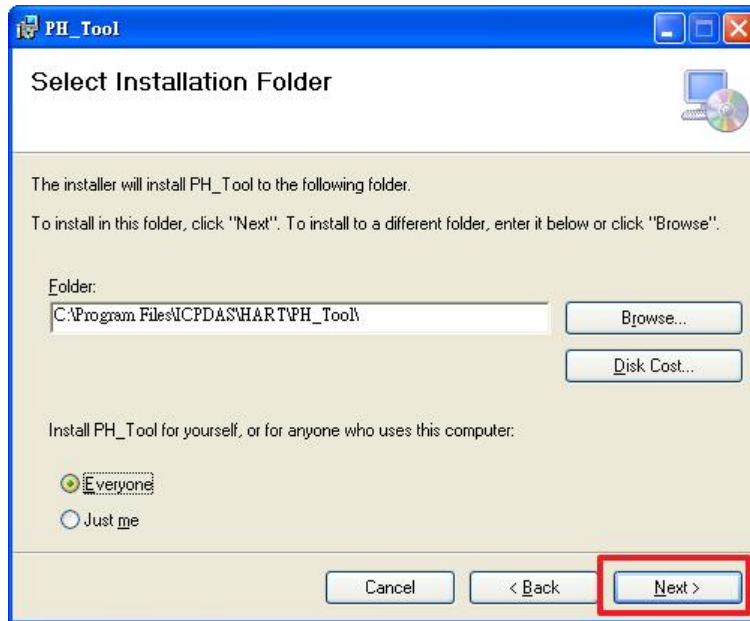 PH_Tool
Select Installation Folder
The installer will install PH_Tool to the following folder.
To install in this folder, click "Next". To install to a different folder, enter it below or click "Browse".
Folder:
C:\Program Files\ICPDAS\HART\PH_Tool\
Browse...
Disk Cost...
Install PH_Tool for yourself, or for anyone who uses this computer:
Everyone
Just me
Cancel
< Back
Next >